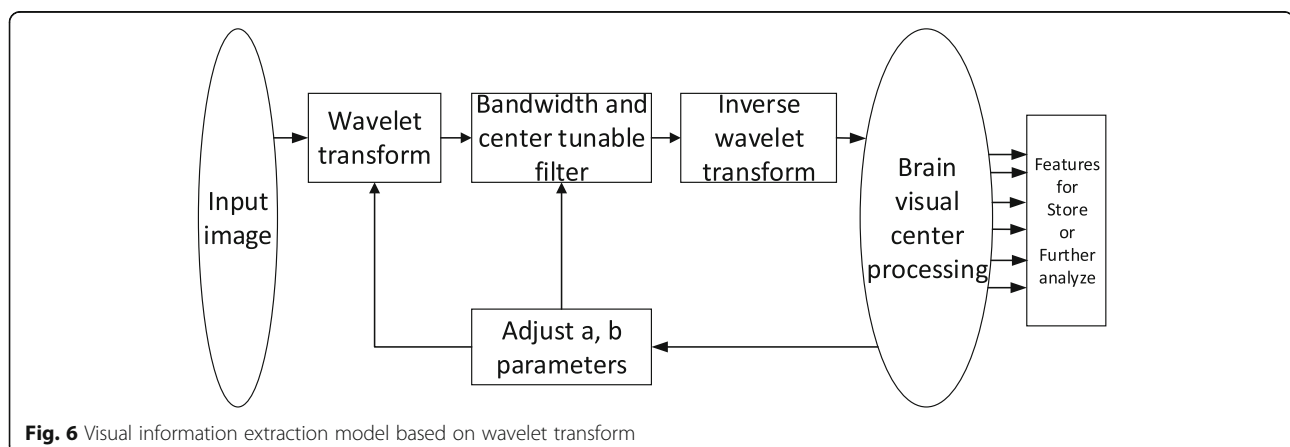 Input
image
Wavelet
transform
Bandwidth and
center tunable
filter
Inverse
wavelet
transform
Brain
visual
center
processing
Features
for
Store
or
Further
analyze
Adjust a, b
parameters
Fig. 6 Visual information extraction model based on wavelet transform